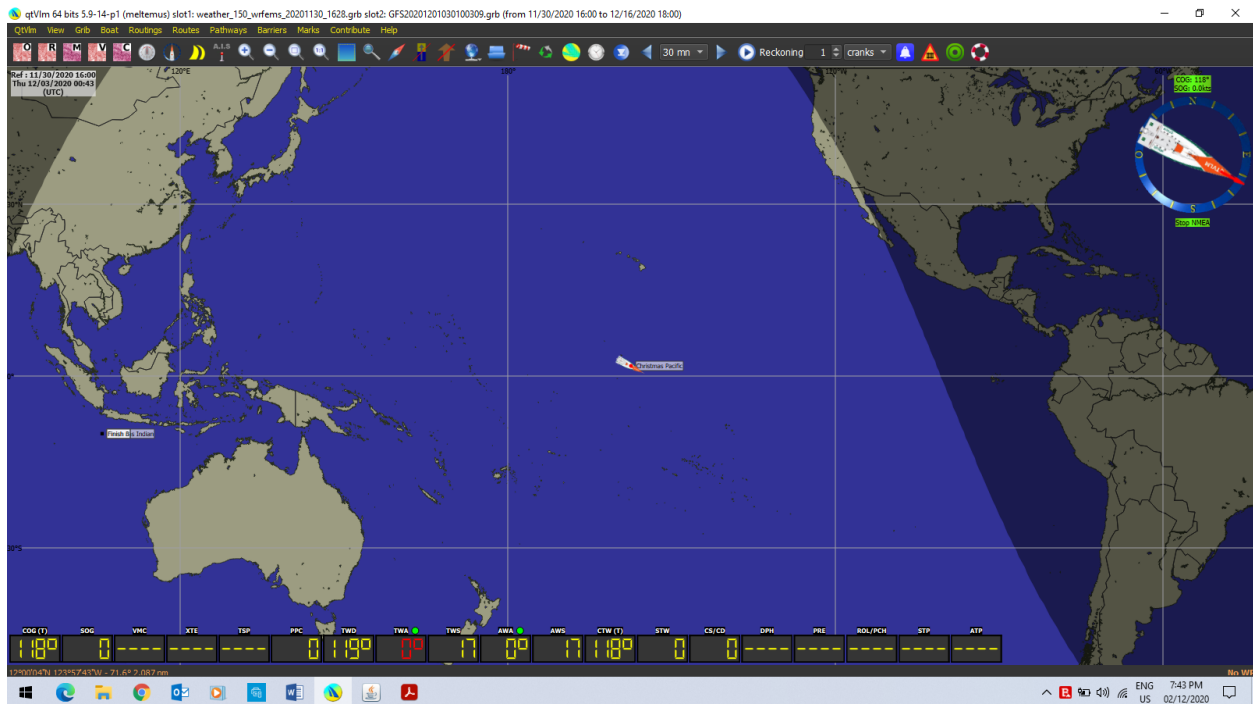 qtVlm 64 bits 5.9-14-p1 (meltemus) slot1: weather_150_wrfems_20201130_1628.grb slot2: GFS20201201030100309.grb (from 11/30/2020 16:00 to 12/16/2020 18:00)
QtVlm View Grib Boat Routings Routes Pathways Barriers Marks Contribute Help
O R M V C A.I.S 30 mn Reckoning 1 cranks
Ref : 11/30/2020 16:00
Thu 12/03/2020 00:43
(UTC)
120°E 180° 120°W
COG: 118°
SOG: 0.0kts
N
O E
S
Stop NMEA
0°
Christmas Pacific
Finish
Indian
30°S
COG (T) SOG VMC XTE TSP PPC TWD TWA TWS AWA AWS CTW (T) STW CS/CD DPH PRE ROL/PCH STP ATP
118° 0 ---- ---- ---- 0 119° 0° 17 0° 17 118° 0 0 ---- ---- ---- ---- ----
12°00'04"N 123°57'43"W - 71.6° 2,087 nm
No WP
ENG 7:43 PM
US 02/12/2020